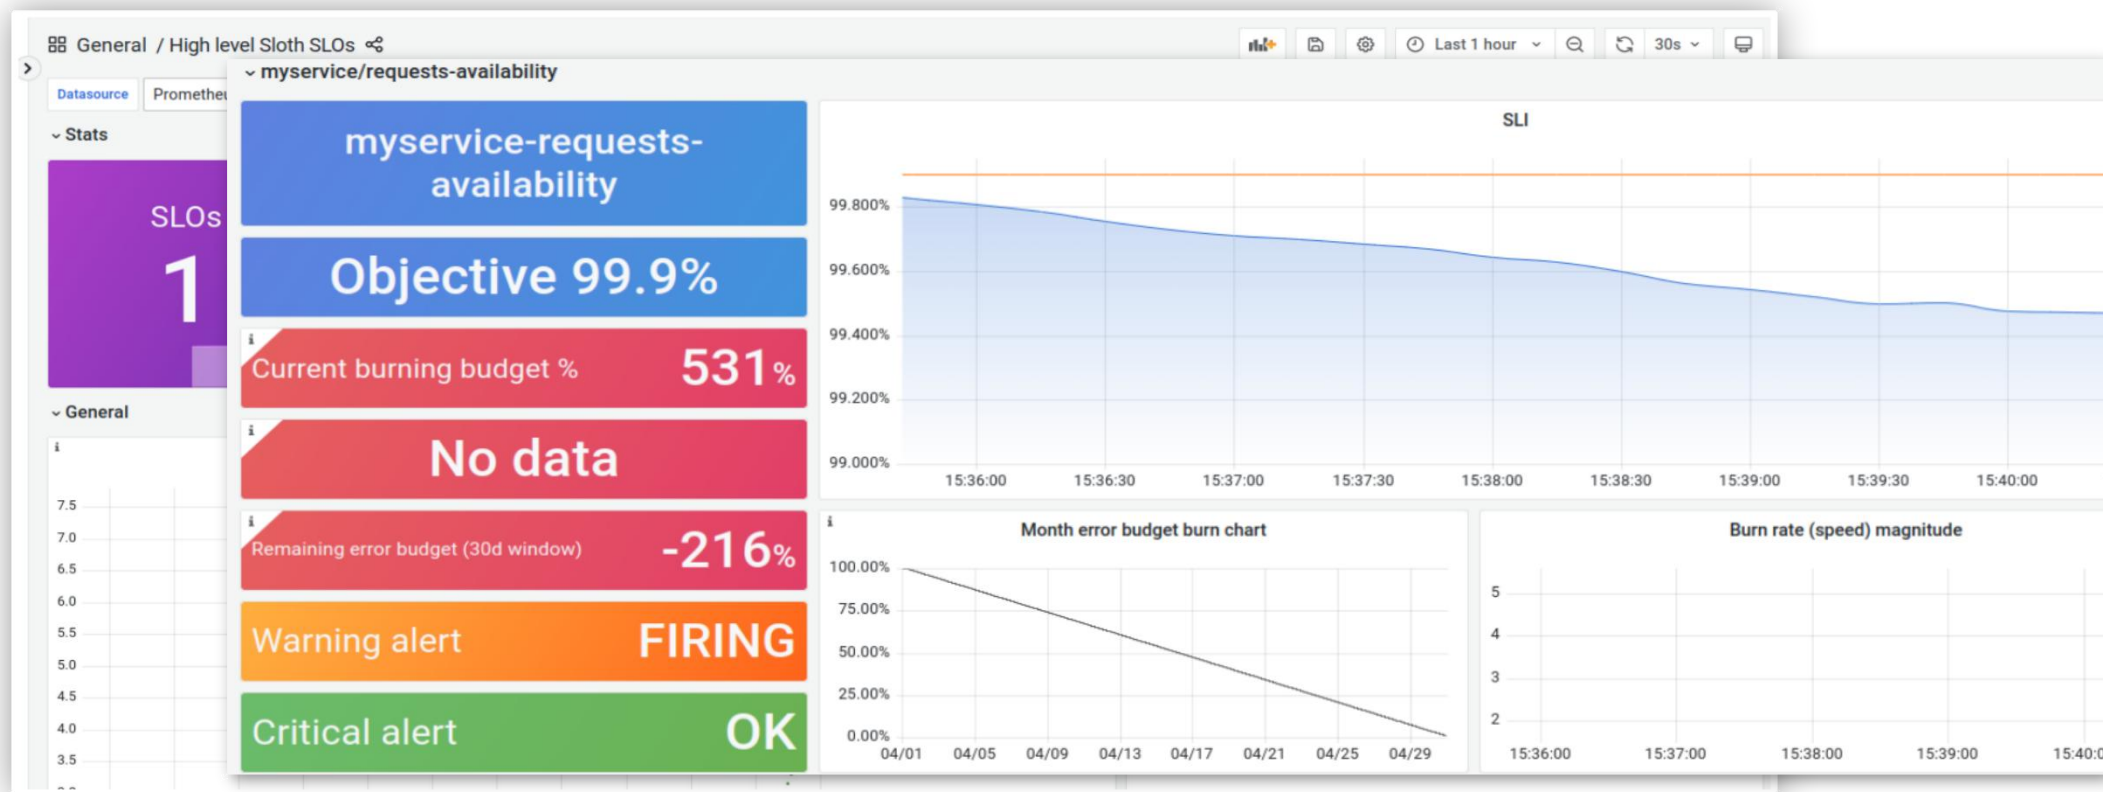 General / High level Sloth SLOs
Last 1 hour
30s
Datasource
Stats
SLOs
1
General
7.5
7.0
6.5
6.0
5.5
5.0
4.5
4.0
3.5
myservice/requests-availability
myservice-requests-
availability
Objective 99.9%
Current burning budget % 531%
No data
Remaining error budget (30d window) -216%
Warning alert FIRING
Critical alert OK
SLI
99.800%
99.600%
99.400%
99.200%
99.000%
15:36:00 15:36:30 15:37:00 15:37:30 15:38:00 15:38:30 15:39:00 15:39:30 15:40:00
Month error budget burn chart
100.00%
75.00%
50.00%
25.00%
0.00%
04/01 04/05 04/09 04/13 04/17 04/21 04/25 04/29
Burn rate (speed) magnitude
5
4
3
2
15:36:00 15:37:00 15:38:00 15:39:00